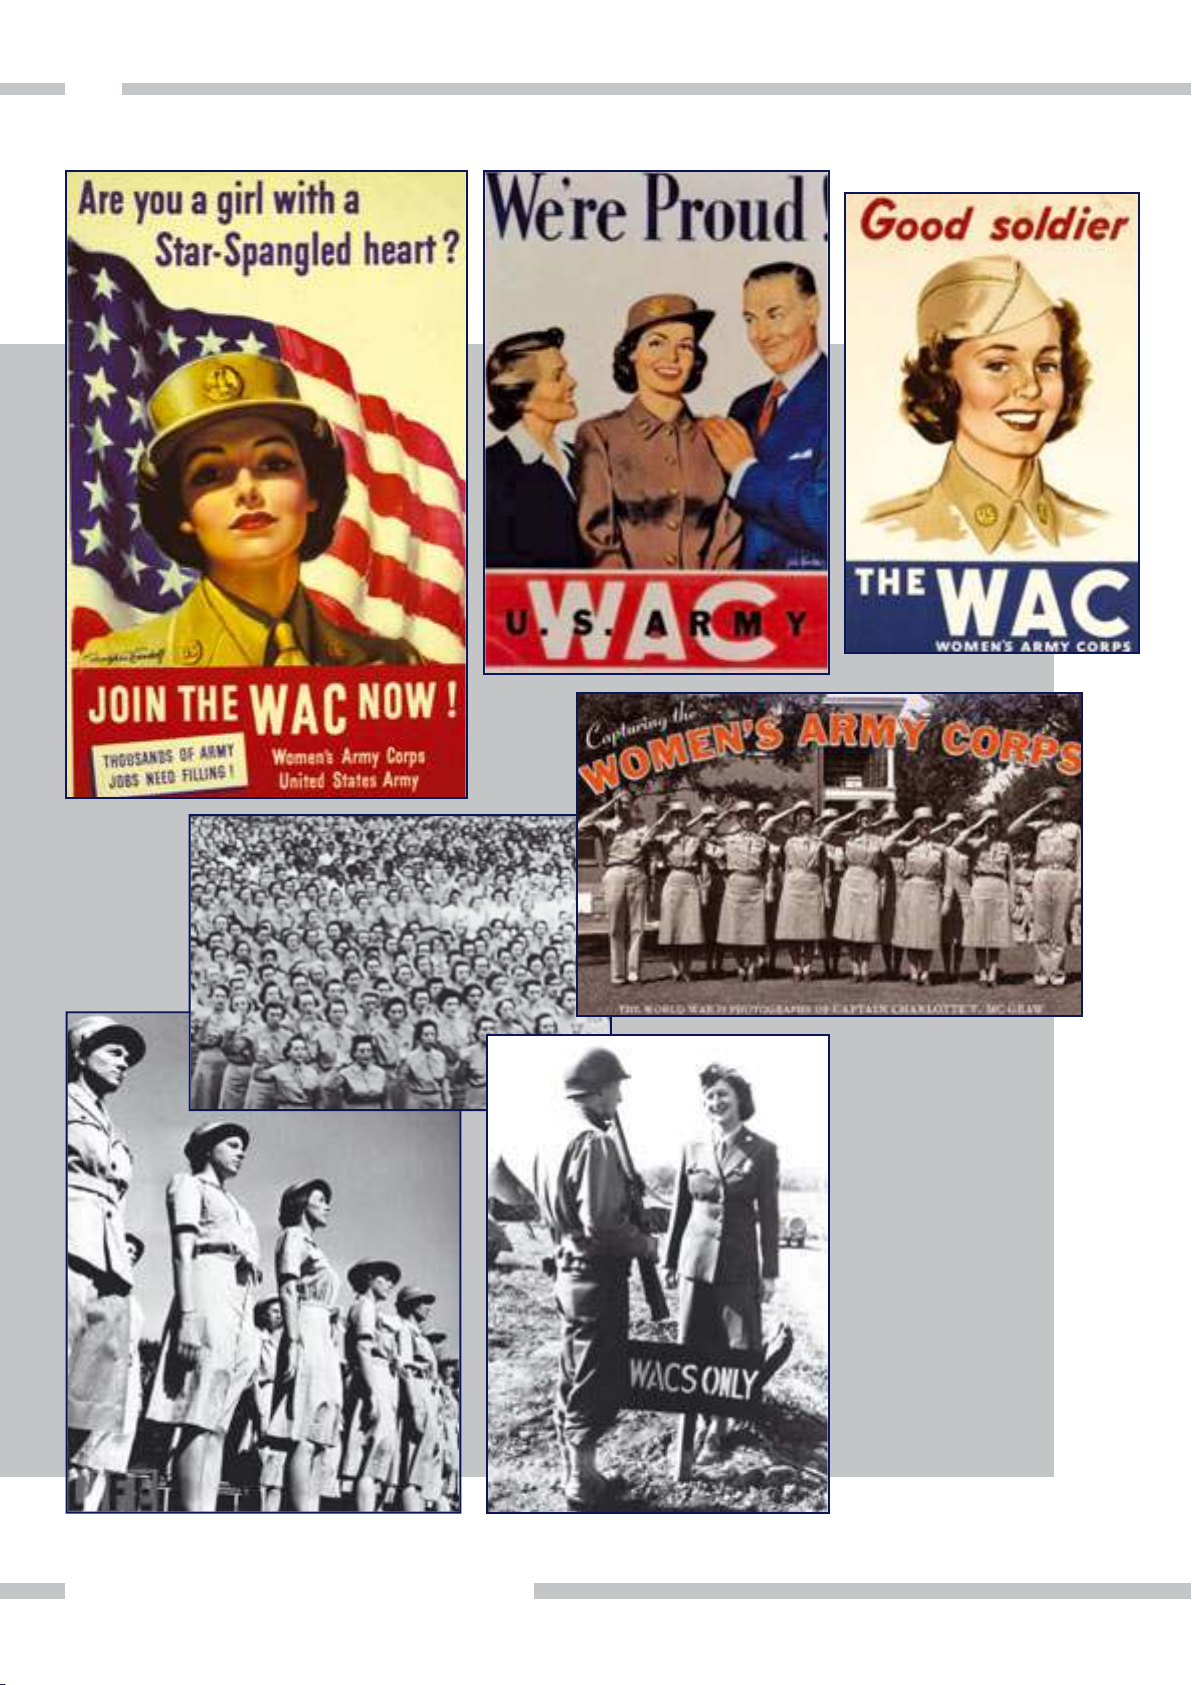 Are you a girl with a
Star-Spangled heart?
JOIN THE WAC NOW!
THOUSANDS OF ARMY
JOBS NEED FILLING!
Women's Army Corps
United States Army
We're Proud!
WAC
U.S. ARMY
Good soldier
THE WAC
WOMEN'S ARMY CORPS
Capturing the
WOMEN'S ARMY CORPS
THE WORLD WAR II PHOTOGRAPHS OF CAPTAIN CHARLOTTE T. MCGRAW
LIFE
WACS ONLY